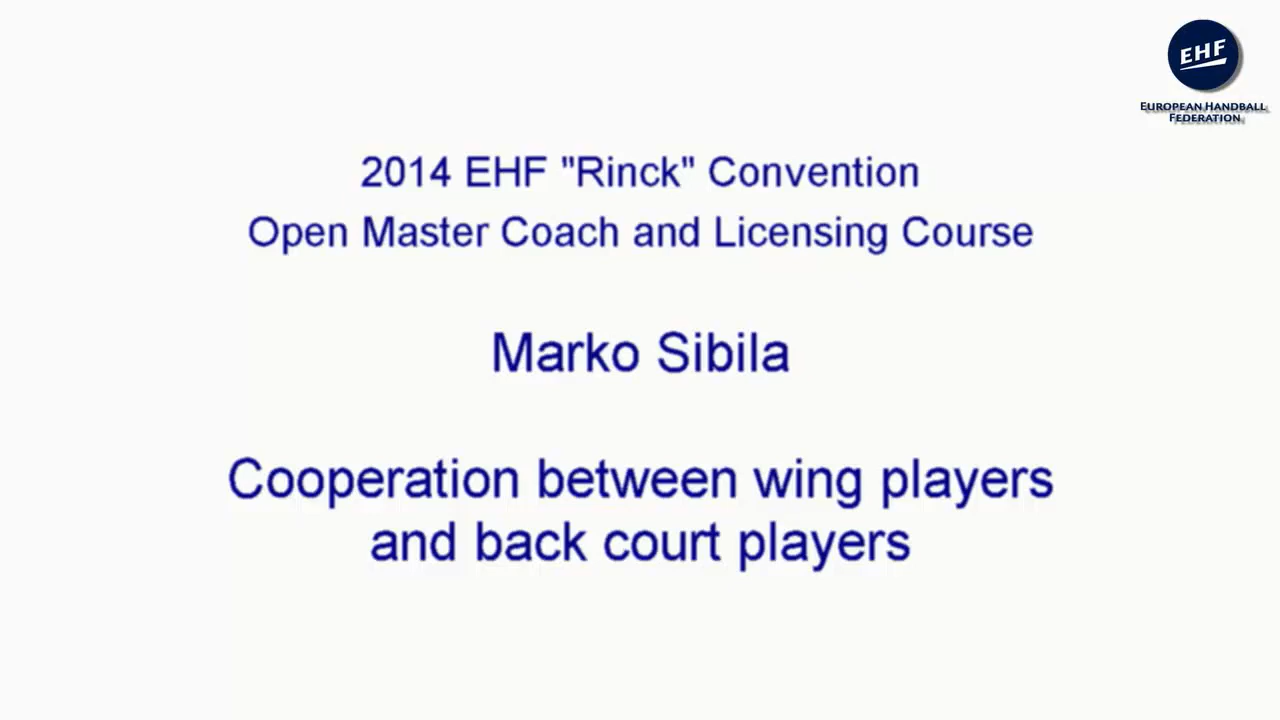 EHF
EUROPEAN HANDBALL
FEDERATION
2014 EHF "Rinck" Convention
Open Master Coach and Licensing Course
Marko Sibila
Cooperation between wing players
and back court players